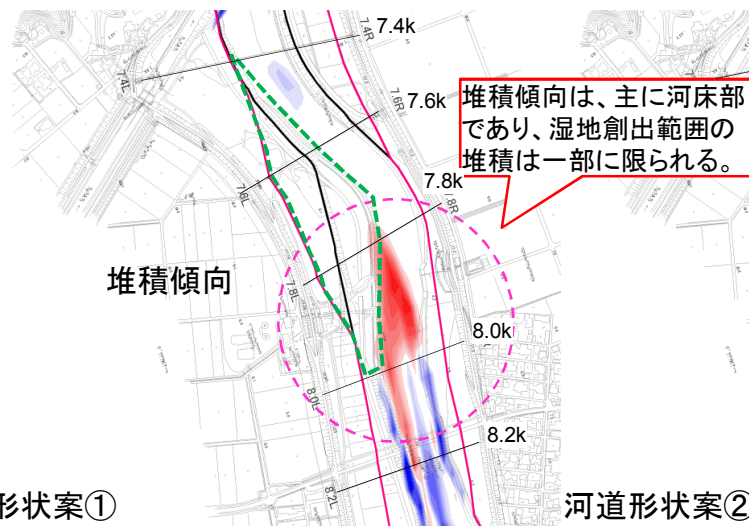 7.4k
7.4R
7.4L
7.6k
7.6R
7.6L
堆積傾向は、主に河床部
であり、湿地創出範囲の
堆積は一部に限られる。
7.8k
7.8R
7.8L
堆積傾向
8.0k
8.0L
8.2k
8.2L
形状案①
河道形状案②